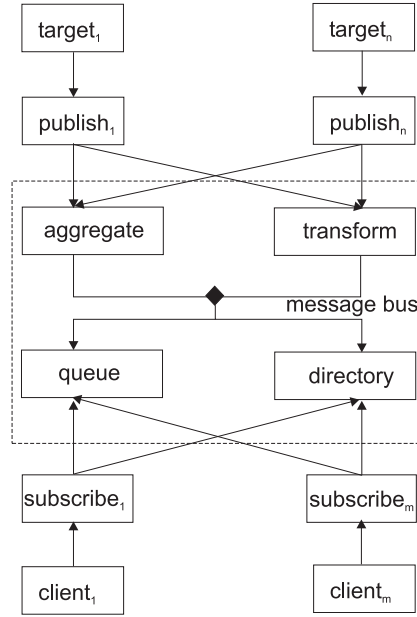 target₁ targetₙ
publish₁ publishₙ
aggregate transform
message bus
queue directory
subscribe₁ subscribeₘ
client₁ clientₘ